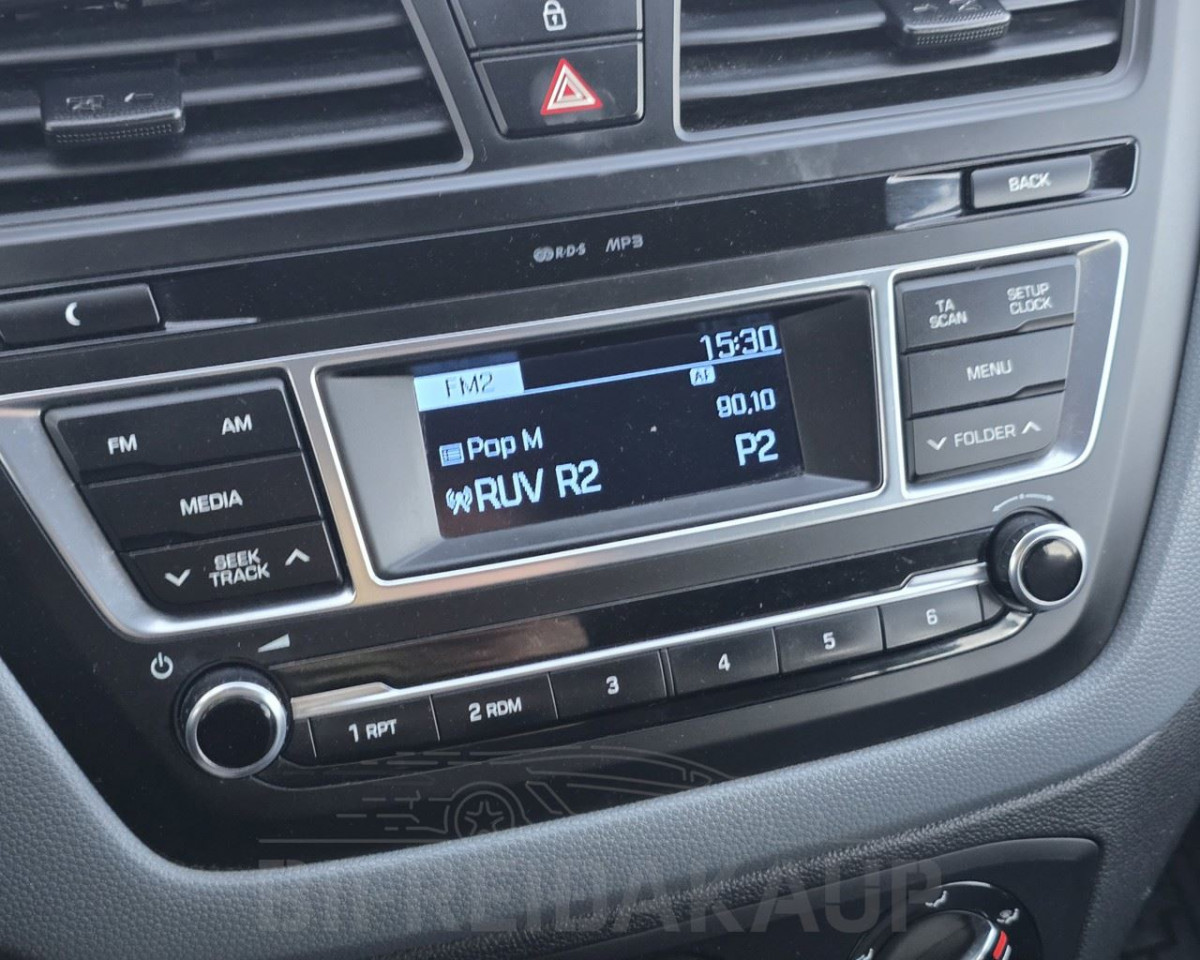 BACK
R·D·S MP3
TA SCAN
SETUP CLOCK
15:30
FM2
AF
MENU
90.10
FM
AM
Pop M
P2
FOLDER
MEDIA
RUV R2
SEEK TRACK
1 RPT
2 RDM
3
4
5
6
BIFREIDAKAUP